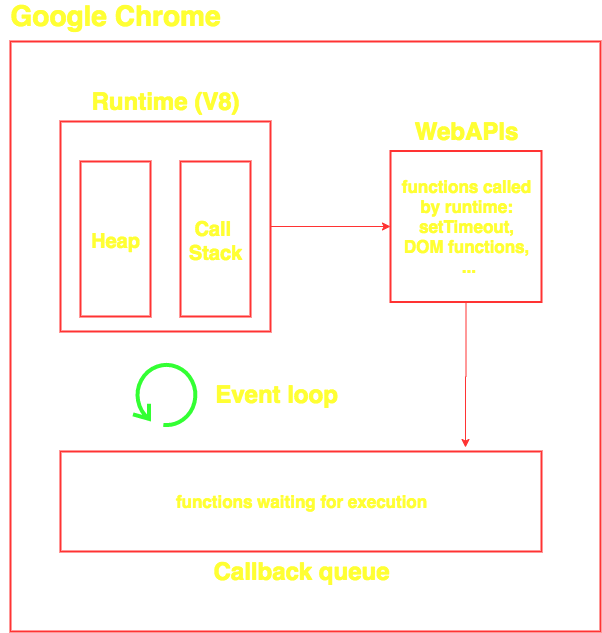 Google Chrome
Runtime (V8)
Heap
Call
Stack
WebAPIs
functions called
by runtime:
setTimeout,
DOM functions,
...
Event loop
functions waiting for execution
Callback queue